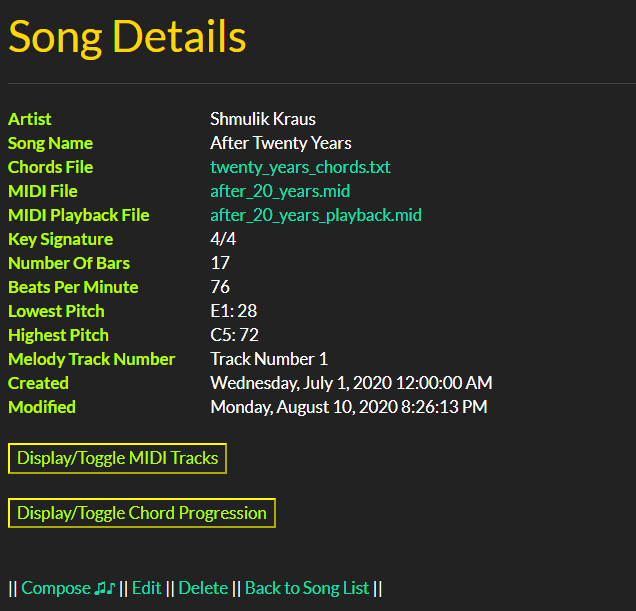 Song Details
Artist Shmulik Kraus
Song Name After Twenty Years
Chords File twenty_years_chords.txt
MIDI File after_20_years.mid
MIDI Playback File after_20_years_playback.mid
Key Signature 4/4
Number Of Bars 17
Beats Per Minute 76
Lowest Pitch E1: 28
Highest Pitch C5: 72
Melody Track Number Track Number 1
Created Wednesday, July 1, 2020 12:00:00 AM
Modified Monday, August 10, 2020 8:26:13 PM
Display/Toggle MIDI Tracks
Display/Toggle Chord Progression
|| Compose ♫♪ || Edit || Delete || Back to Song List ||